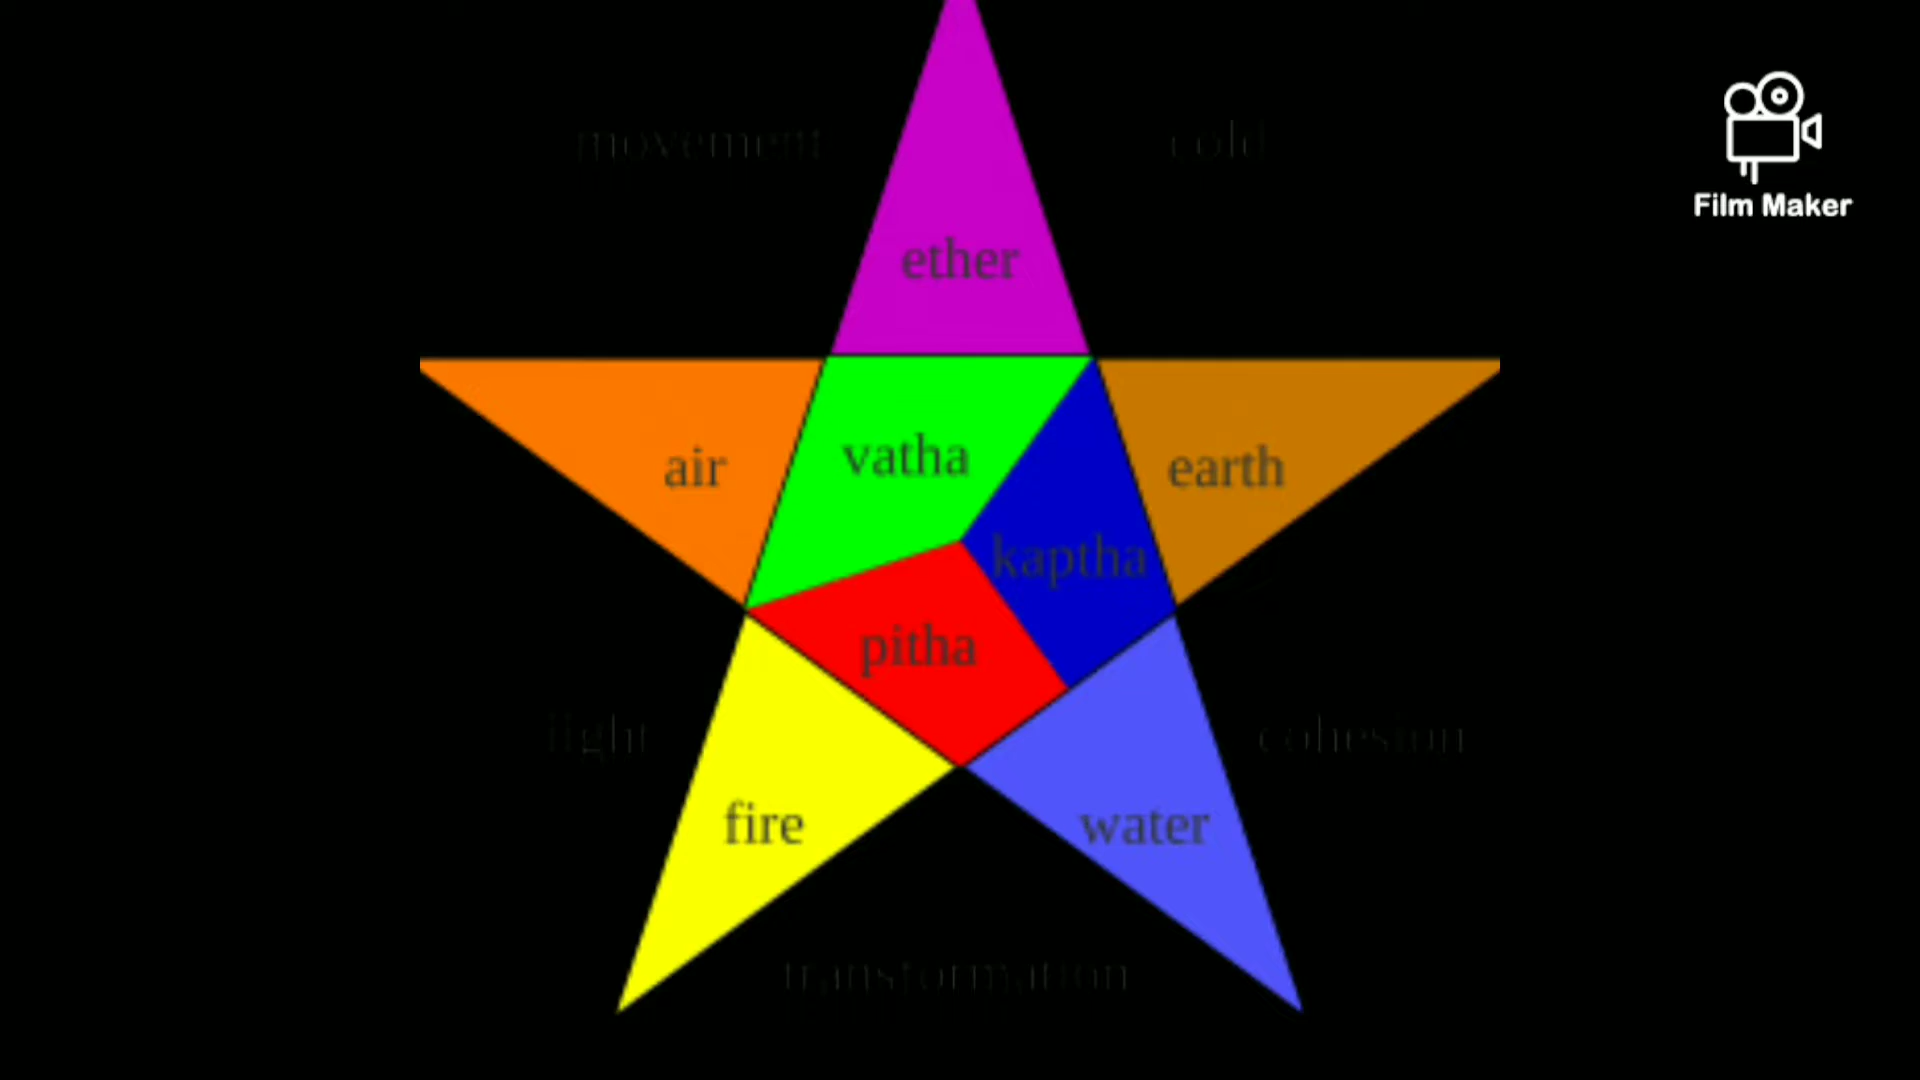 movement
cold
Film Maker
ether
air
vatha
earth
kaptha
pitha
light
cohesion
fire
water
transformation